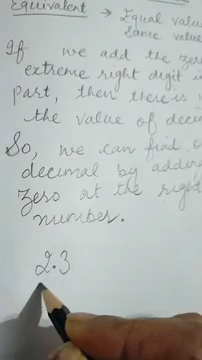 Equivalent → Equal value
Same value
If we add the zero
extreme right digit
part, then there is
the value of
So, we can find
decimal by adding
zero at the right
number.
2.3